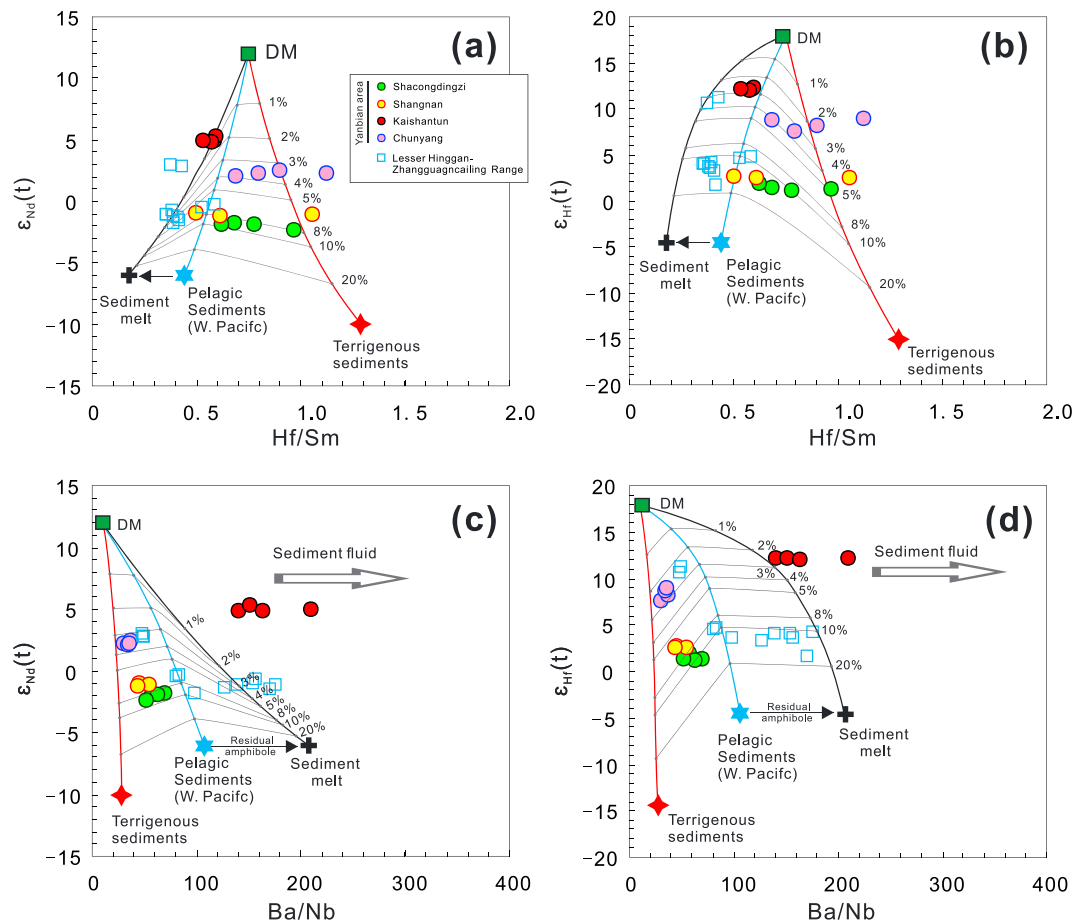 (a)
15
10
5
0
−5
−10
−15
εNd(t)
DM
1%
2%
3%
4%
5%
8%
10%
20%
Yanbian area
Shacongdingzi
Shangnan
Kaishantun
Chunyang
Lesser Hinggan-
Zhangguangcailing Range
Sediment
melt
Pelagic
Sediments
(W. Pacifc)
Terrigenous
sediments
0
0.5
1.0
1.5
2.0
Hf/Sm
(b)
20
15
10
5
0
−5
−10
−15
−20
εHf(t)
DM
1%
2%
3%
4%
5%
8%
10%
20%
Sediment
melt
Pelagic
Sediments
(W. Pacifc)
Terrigenous
sediments
0
0.5
1.0
1.5
2.0
Hf/Sm
(c)
15
10
5
0
−5
−10
−15
εNd(t)
DM
Sediment fluid
1%
2%
3%
4%
5%
8%
10%
20%
Residual
amphibole
Pelagic
Sediments
(W. Pacifc)
Sediment
melt
Terrigenous
sediments
0
100
200
300
400
Ba/Nb
(d)
20
15
10
5
0
−5
−10
−15
−20
εHf(t)
DM
Sediment fluid
1%
2%
3%
4%
5%
8%
10%
20%
Residual
amphibole
Pelagic
Sediments
(W. Pacifc)
Sediment
melt
Terrigenous
sediments
0
100
200
300
400
Ba/Nb